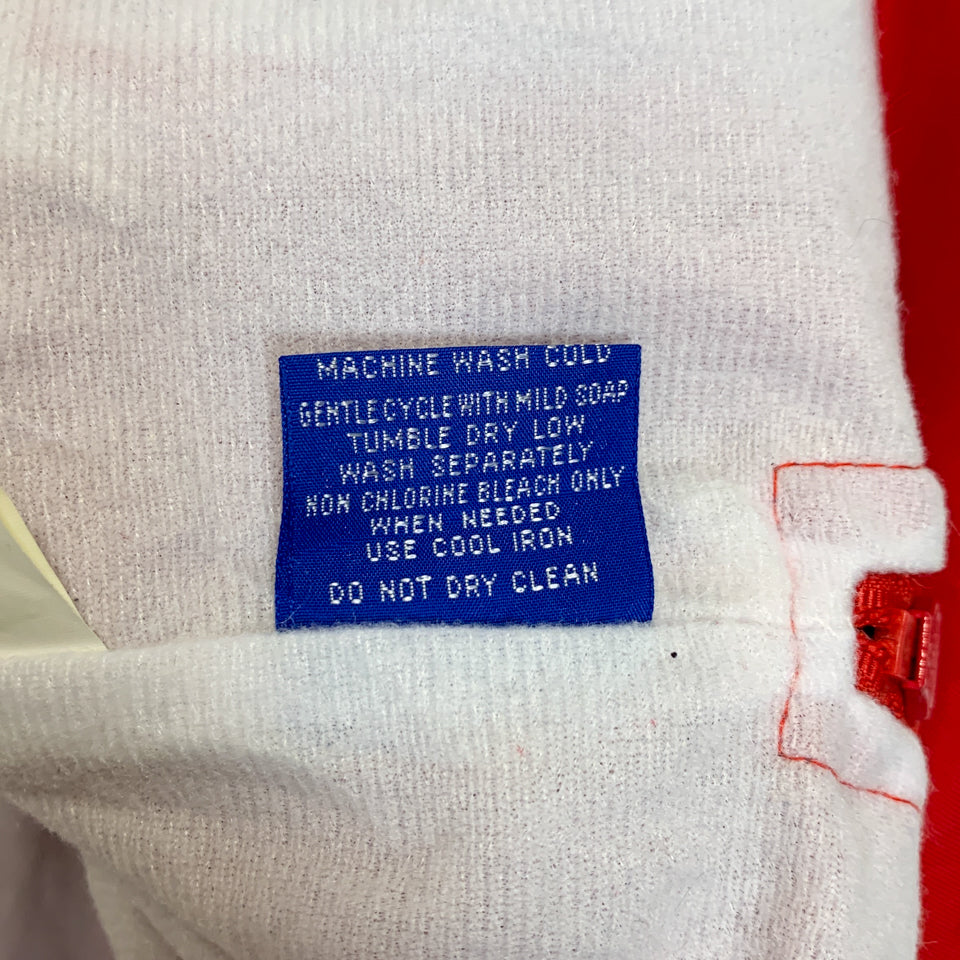 MACHINE WASH COLD
GENTLE CYCLE WITH MILD SOAP
TUMBLE DRY LOW
WASH SEPARATELY
NON CHLORINE BLEACH ONLY
WHEN NEEDED
USE COOL IRON
DO NOT DRY CLEAN